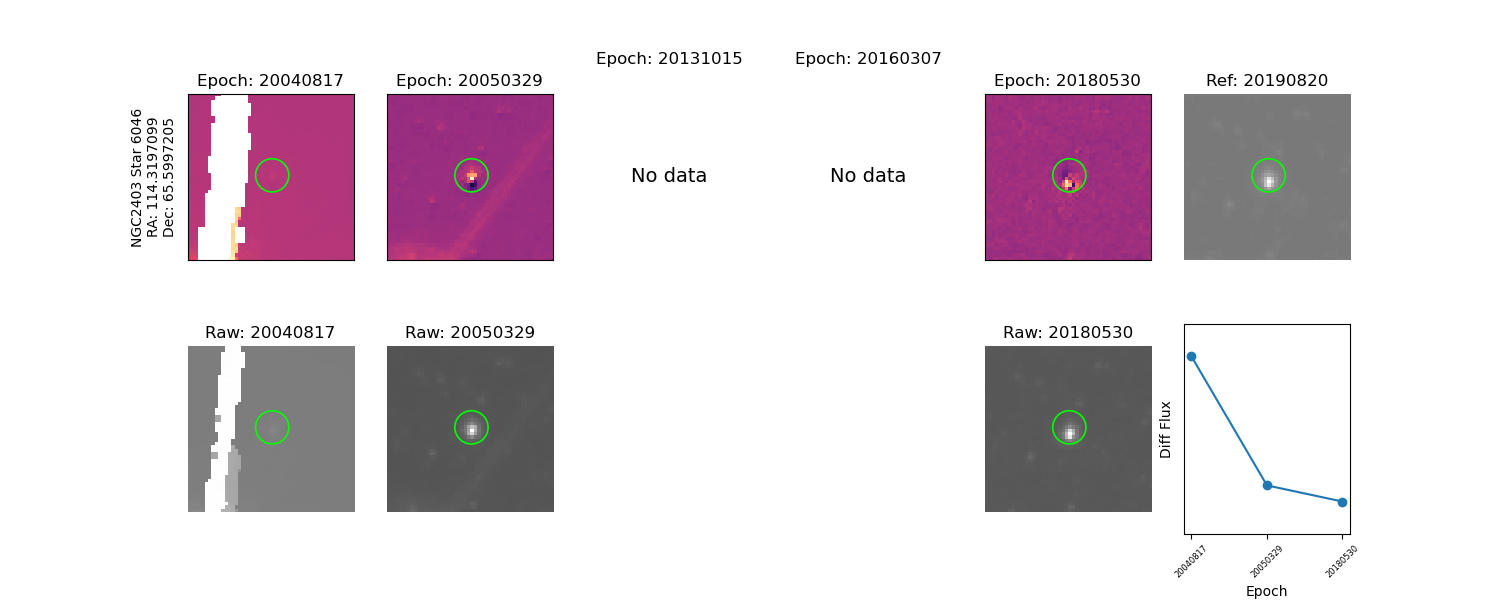 Epoch: 20040817
Epoch: 20050329
Epoch: 20131015
Epoch: 20160307
Epoch: 20180530
Ref: 20190820
NGC2403 Star 6046
RA: 114.3197099
Dec: 65.5997205
No data
No data
Raw: 20040817
Raw: 20050329
Raw: 20180530
Diff Flux
20040817
20050329
20180530
Epoch